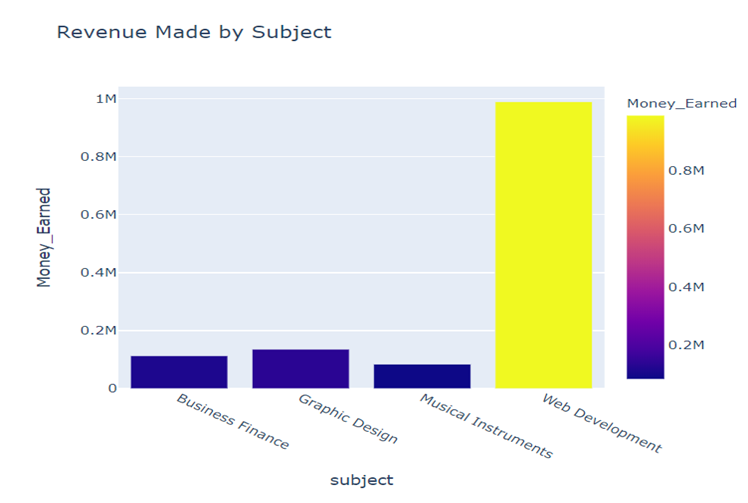 Revenue Made by Subject
Money_Earned
1M
0.8M
0.6M
0.4M
0.2M
0
Business Finance
Graphic Design
Musical Instruments
Web Development
subject
Money_Earned
0.8M
0.6M
0.4M
0.2M